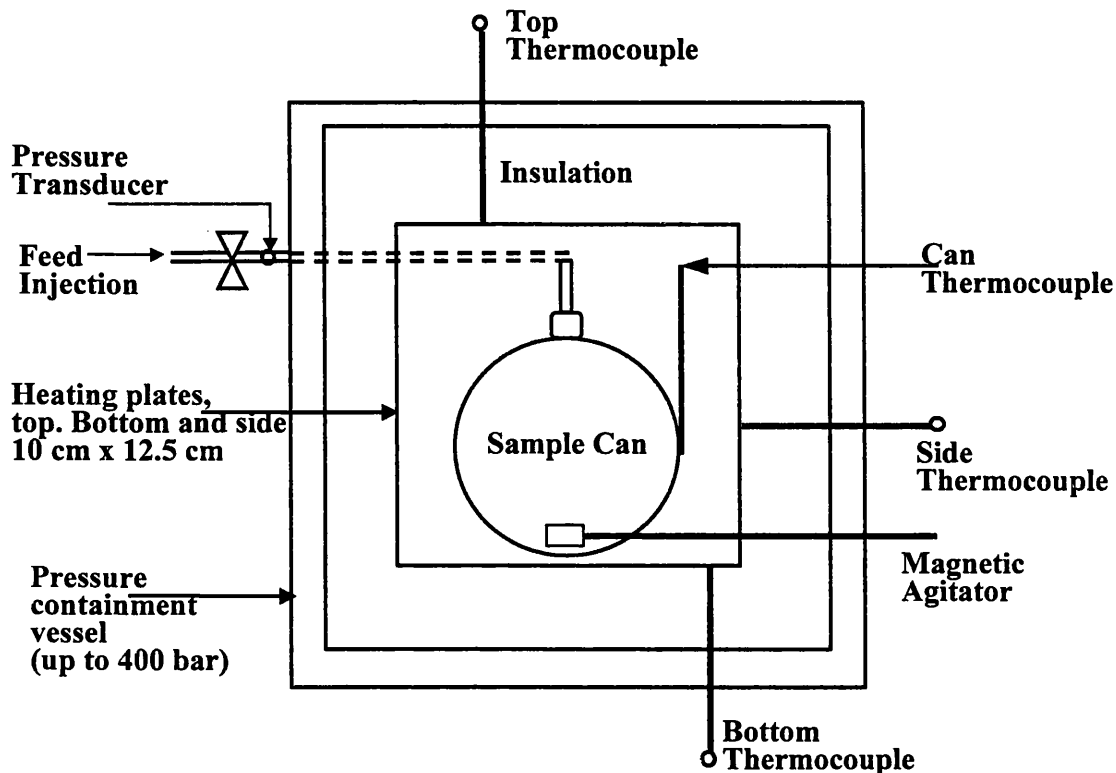 Top
Thermocouple
Insulation
Pressure
Transducer
Feed
Injection
Can
Thermocouple
Heating plates,
top. Bottom and side
10 cm x 12.5 cm
Sample Can
Side
Thermocouple
Magnetic
Agitator
Pressure
containment
vessel
(up to 400 bar)
Bottom
Thermocouple